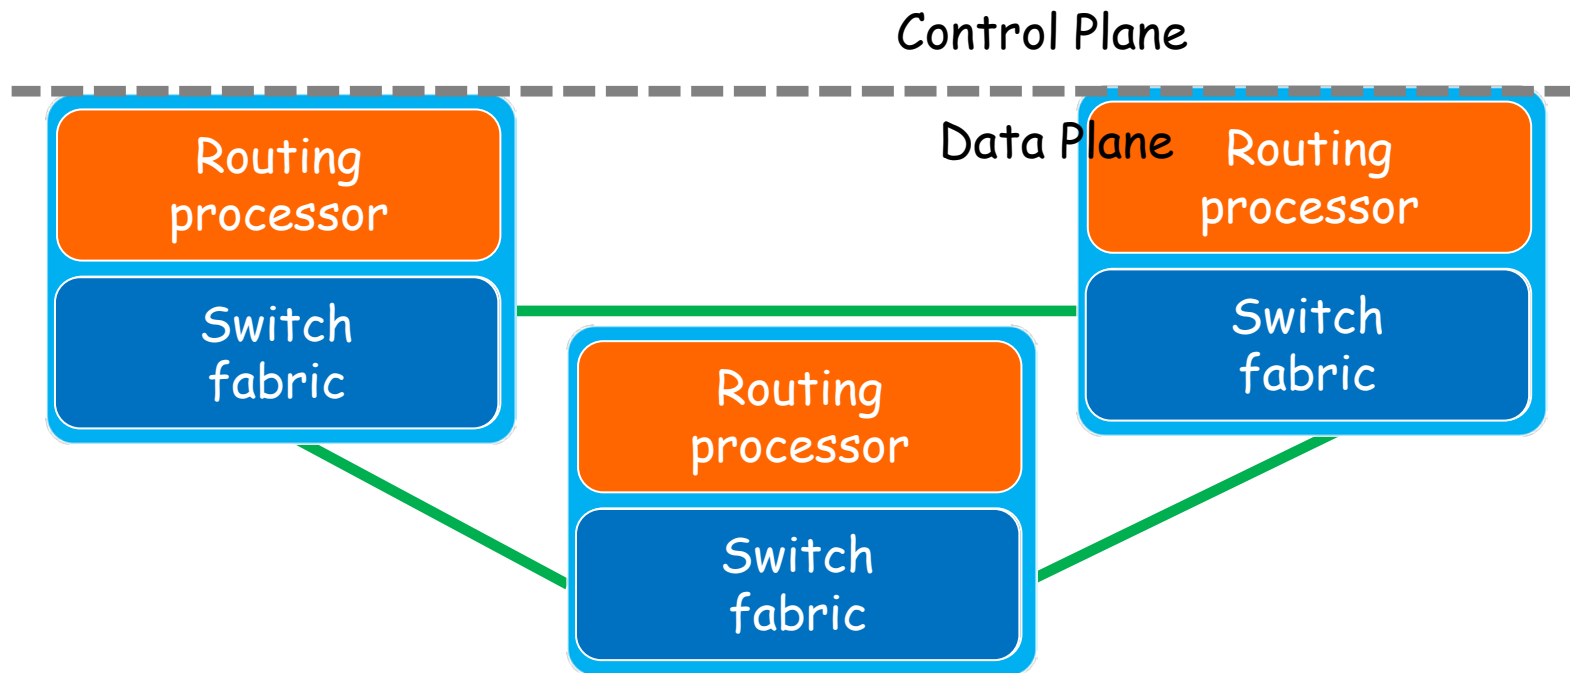 Control Plane
Data Plane
Routing
processor
Switch
fabric
Routing
processor
Switch
fabric
Routing
processor
Switch
fabric